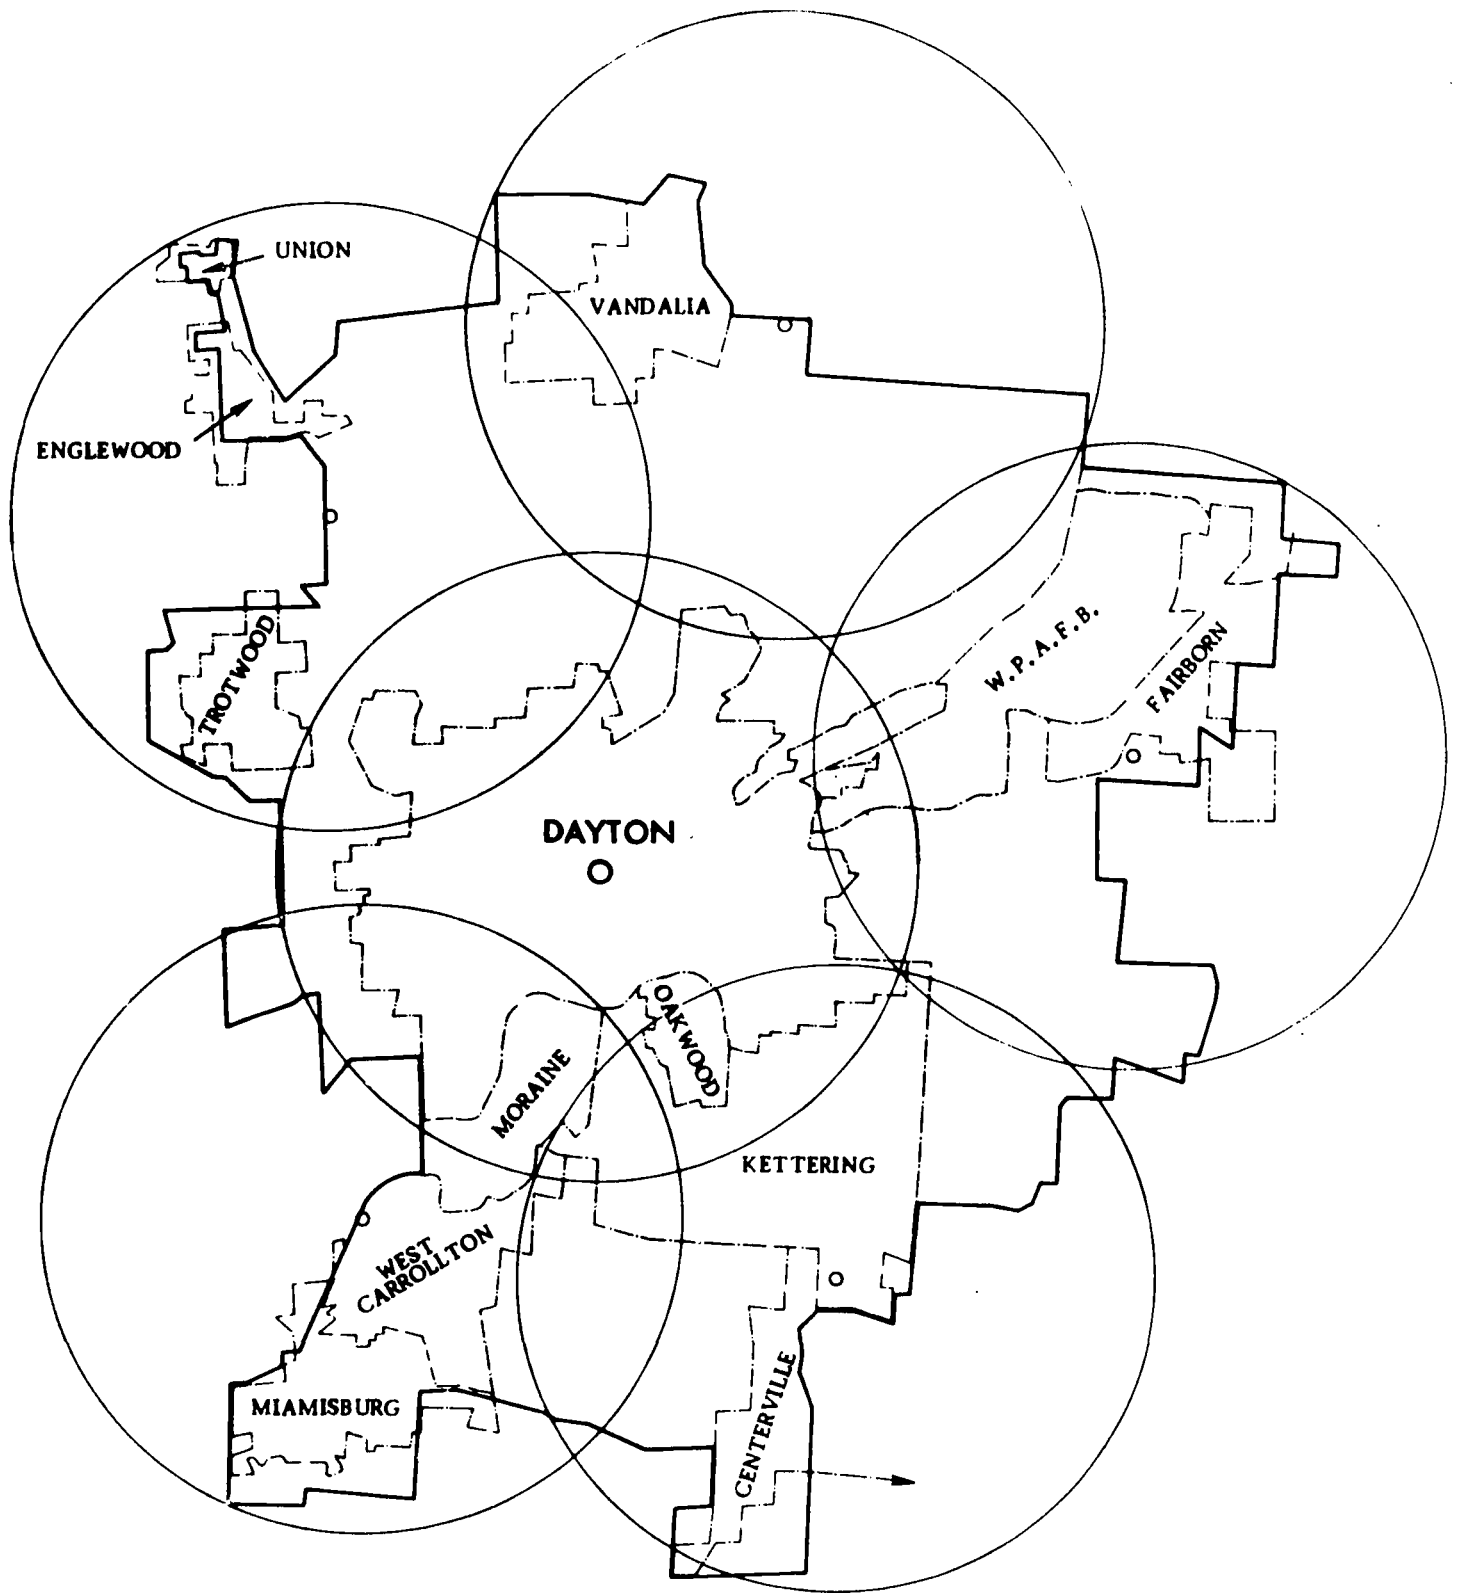 UNION
VANDALIA
ENGLEWOOD
W.P.A.F.B.
FAIRBORN
TROTWOOD
DAYTON
OAKWOOD
MORAINE
KETTERING
WEST
CARROLLTON
CENTERVILLE
MIAMISBURG